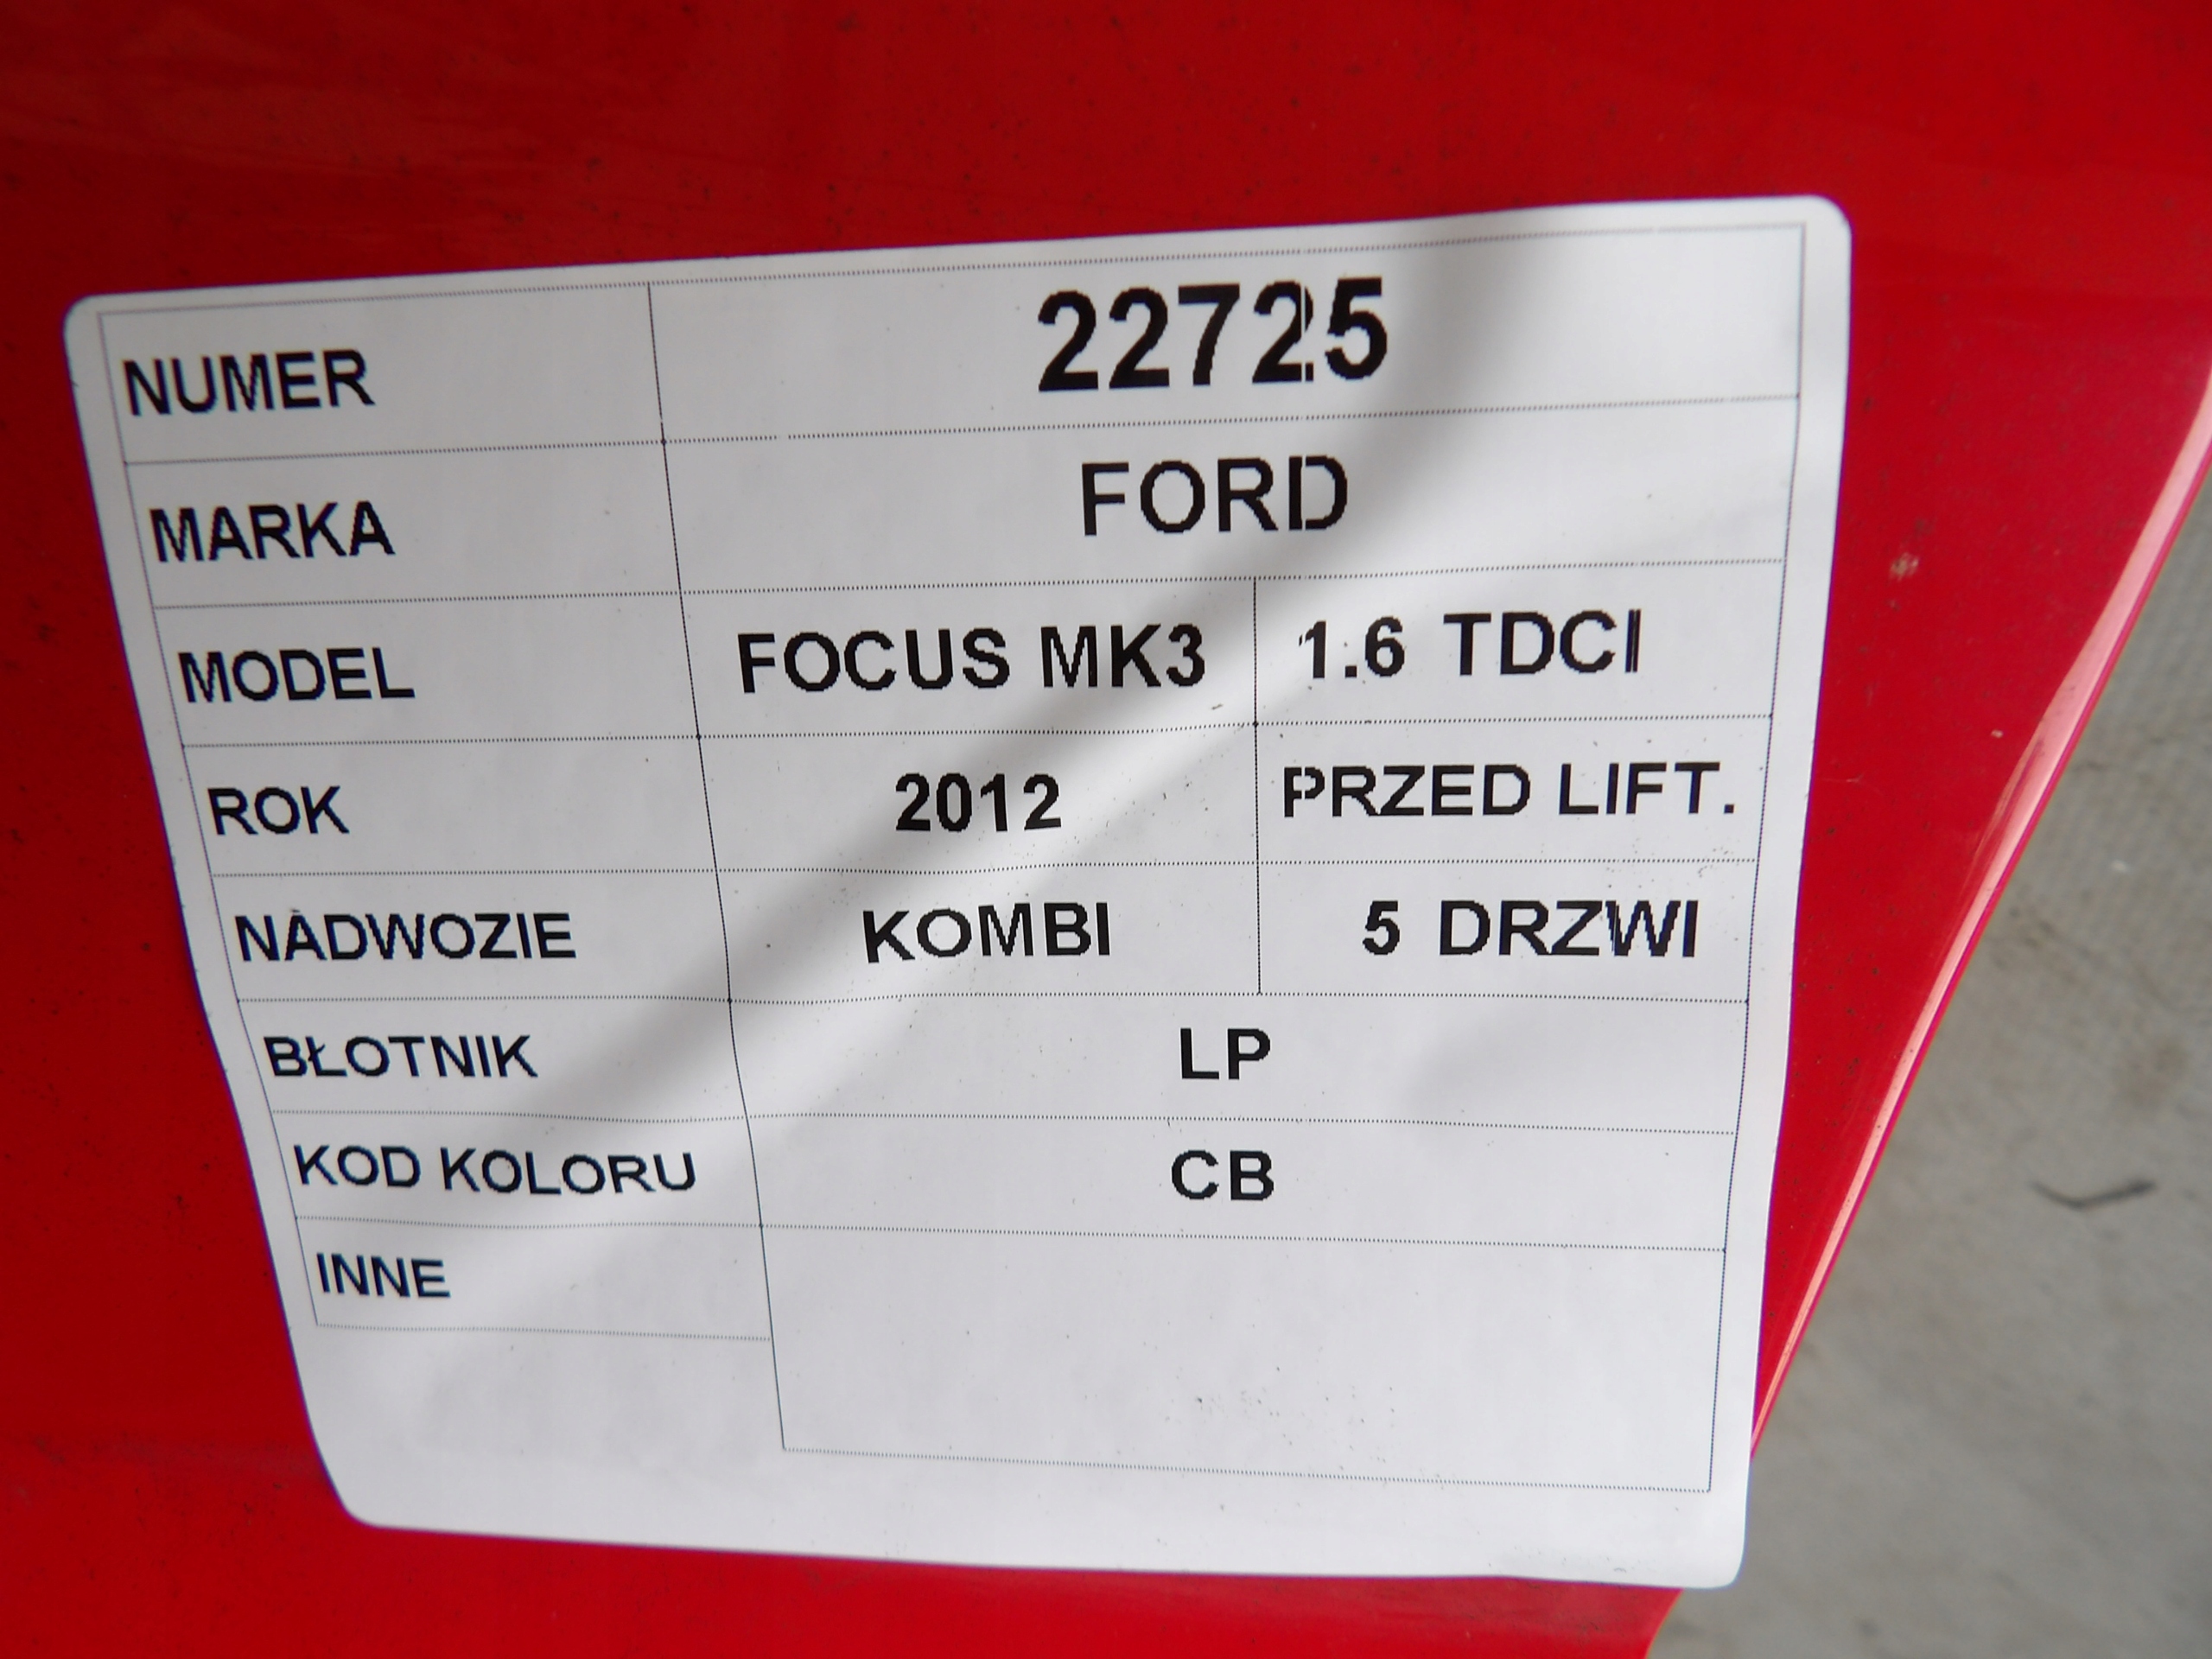 NUMER 22725
MARKA FORD
MODEL FOCUS MK3 1.6 TDCI
ROK 2012 PRZED LIFT.
NADWOZIE KOMBI 5 DRZWI
BŁOTNIK LP
KOD KOLORU CB
INNE